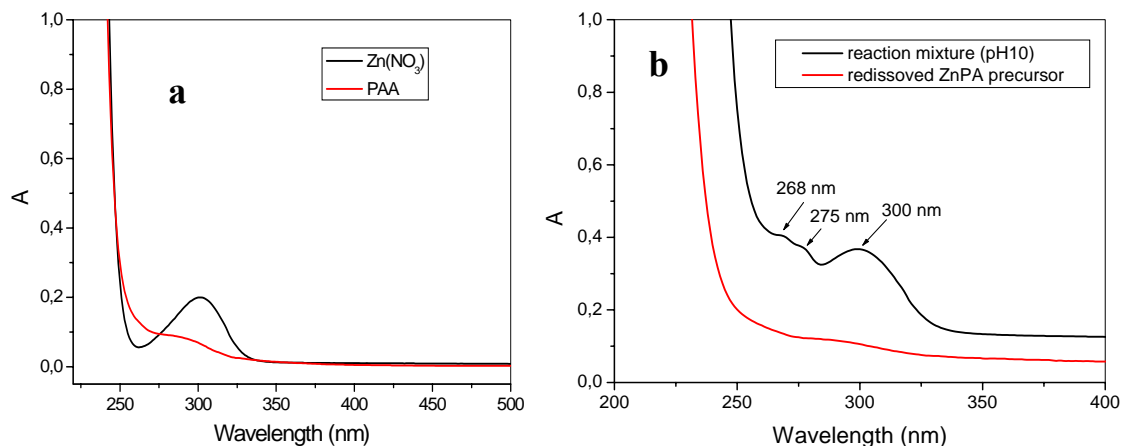 a
Zn(NO3)
PAA
1,0
0,8
0,6
0,4
0,2
0,0
A
250
300
350
400
450
500
Wavelength (nm)
b
reaction mixture (pH10)
redissoved ZnPA precursor
268 nm
275 nm
300 nm
1,0
0,8
0,6
0,4
0,2
0,0
A
200
250
300
350
400
Wavelength (nm)